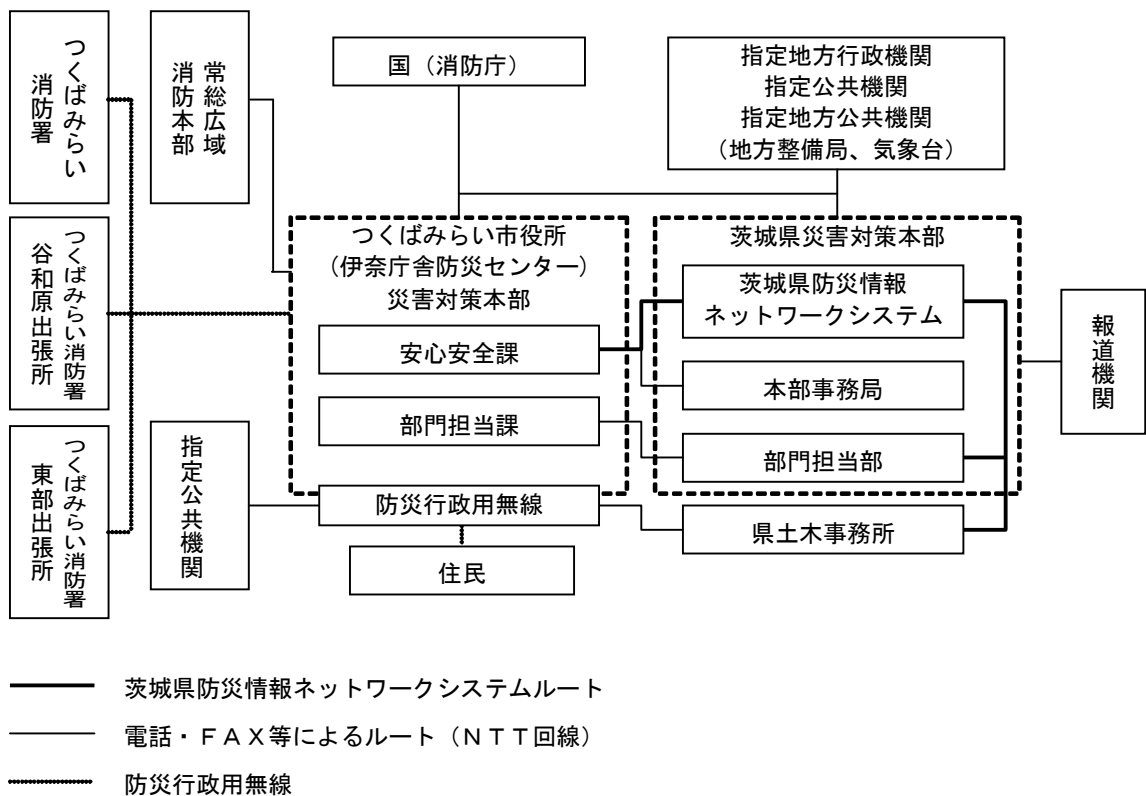 つくばみらい
消防署
常総広域
消防本部
国（消防庁）
指定地方行政機関
指定公共機関
指定地方公共機関
（地方整備局、気象台）
つくばみらい消防署
谷和原出張所
つくばみらい市役所
（伊奈庁舎防災センター）
災害対策本部
安心安全課
部門担当課
防災行政用無線
住民
茨城県災害対策本部
茨城県防災情報
ネットワークシステム
本部事務局
部門担当部
県土木事務所
報道機関
つくばみらい消防署
東部出張所
指定公共機関
茨城県防災情報ネットワークシステムルート
電話・ＦＡＸ等によるルート（ＮＴＴ回線）
防災行政用無線